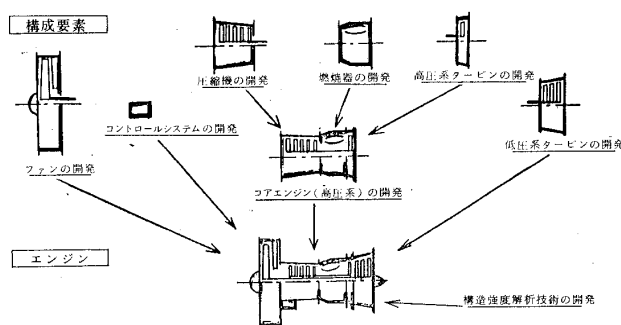 構成要素
圧縮機の開発
燃焼器の開発
高圧系タービンの開発
コントロールシステムの開発
低圧系タービンの開発
ファンの開発
コアエンジン(高圧系)の開発
エンジン
構造強度解析技術の開発